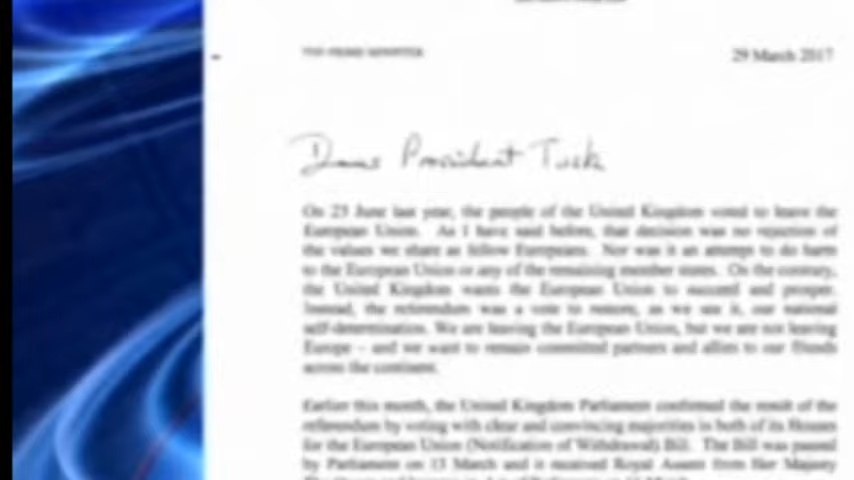 THE PRIME MINISTER
29 March 2017
Dear President Tusk
On 23 June last year, the people of the United Kingdom voted to leave the
European Union. As I have said before, that decision was no rejection of
the values we share as fellow Europeans. Nor was it an attempt to do harm
to the European Union or any of the remaining member states. On the contrary,
the United Kingdom wants the European Union to succeed and prosper.
Instead, the referendum was a vote to restore, as we see it, our national
self-determination. We are leaving the European Union, but we are not leaving
Europe – and we want to remain committed partners and allies to our friends
across the continent.
Earlier this month, the United Kingdom Parliament confirmed the result of the
referendum by voting with clear and convincing majorities in both of its Houses
for the European Union (Notification of Withdrawal) Bill. The Bill was passed
by Parliament on 13 March and it received Royal Assent from Her Majesty